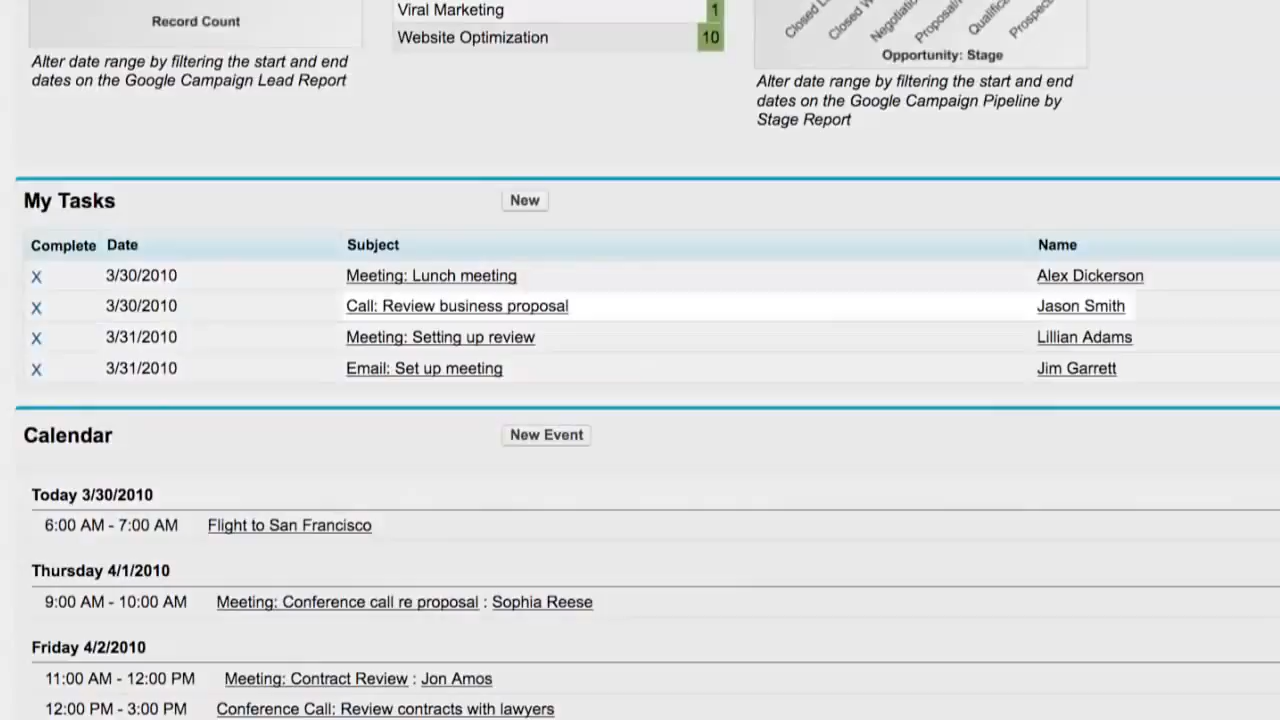 Record Count
Viral Marketing 1
Website Optimization 10
Opportunity: Stage
Alter date range by filtering the start and end
dates on the Google Campaign Lead Report
Alter date range by filtering the start and end
dates on the Google Campaign Pipeline by
Stage Report
My Tasks New
Complete Date Subject Name
X 3/30/2010 Meeting: Lunch meeting Alex Dickerson
X 3/30/2010 Call: Review business proposal Jason Smith
X 3/31/2010 Meeting: Setting up review Lillian Adams
X 3/31/2010 Email: Set up meeting Jim Garrett
Calendar New Event
Today 3/30/2010
6:00 AM - 7:00 AM Flight to San Francisco
Thursday 4/1/2010
9:00 AM - 10:00 AM Meeting: Conference call re proposal : Sophia Reese
Friday 4/2/2010
11:00 AM - 12:00 PM Meeting: Contract Review : Jon Amos
12:00 PM - 3:00 PM Conference Call: Review contracts with lawyers